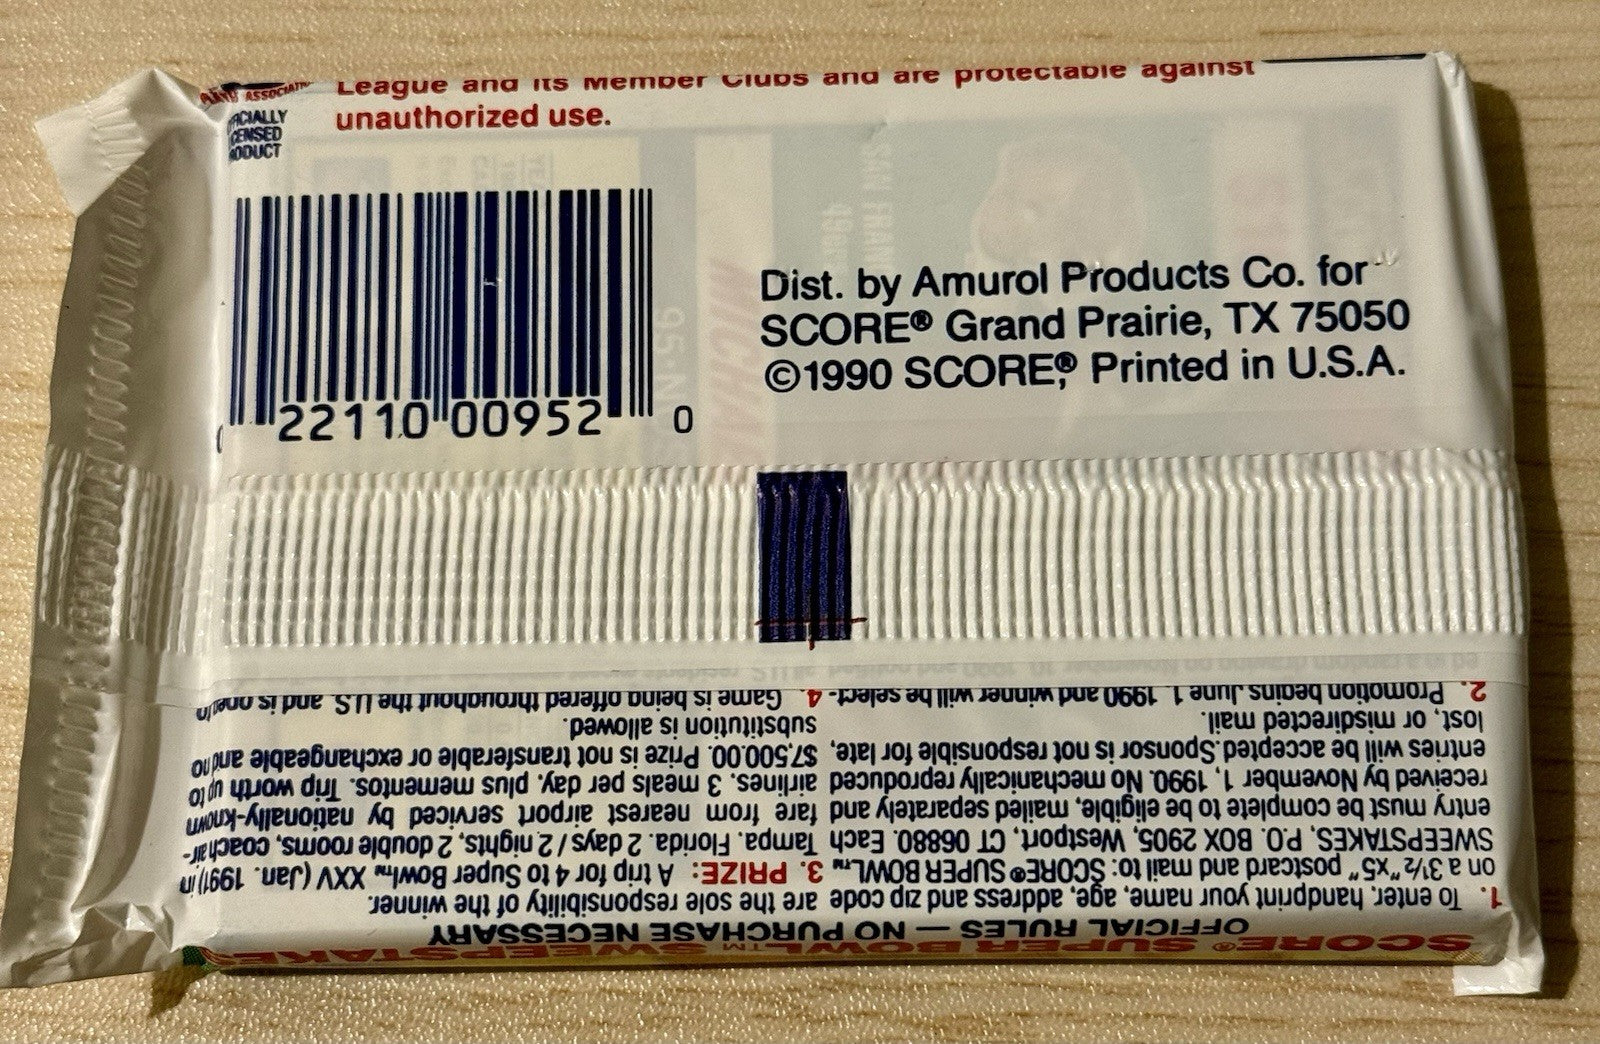 League and its Member Clubs and are protectable against
unauthorized use.
Dist. by Amurol Products Co. for
SCORE® Grand Prairie, TX 75050
©1990 SCORE®, Printed in U.S.A.
22110 00952 0
SCORE® SUPER BOWL™ SWEEPSTAKES
OFFICIAL RULES — NO PURCHASE NECESSARY
1. To enter, handprint your name, age, address and zip code
on a 3½"x5" postcard and mail to: SCORE® SUPER BOWL™
SWEEPSTAKES, P.O. BOX 2905, Westport, CT 06880. Each
entry must be complete to be eligible, mailed separately and
received by November 1, 1990. No mechanically reproduced
entries will be accepted. Sponsor is not responsible for late,
lost, or misdirected mail.
2. Promotion begins June 1, 1990 and winner will be select-
are the sole responsibility of the winner.
3. PRIZE: A trip for 4 to Super Bowl™ XXV (Jan. 1991) in
Tampa, Florida. 2 days/2 nights, 2 double rooms, coach air-
fare from nearest airport serviced by nationally-known
airlines, 3 meals per day, plus mementos. Trip worth up to
$7,500.00. Prize is not transferable or exchangeable and no
substitution is allowed.
4. Game is being offered throughout the U.S. and is open